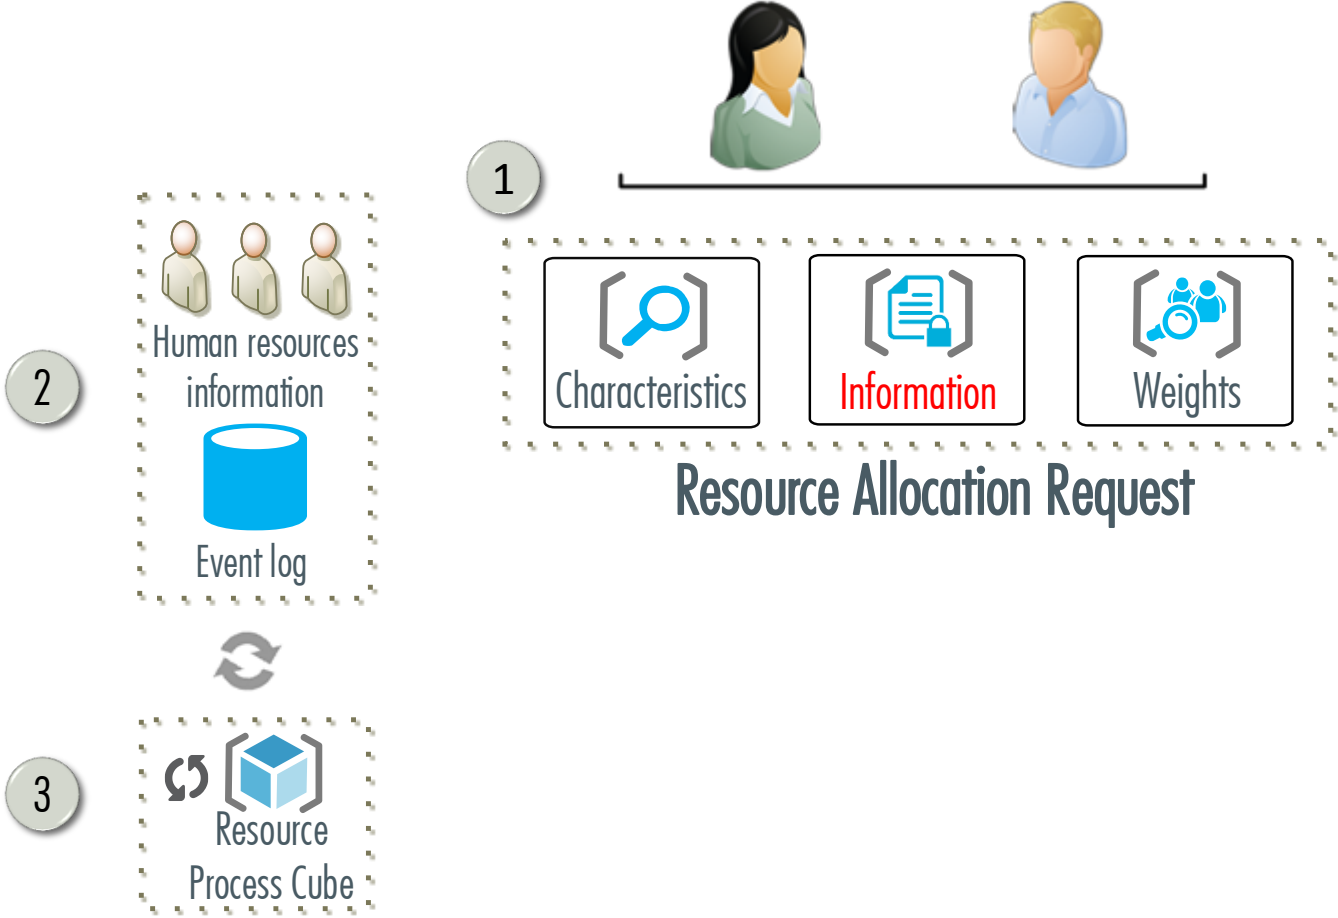 1
Characteristics
Information
Weights
Resource Allocation Request
2
Human resources
information
Event log
3
Resource
Process Cube